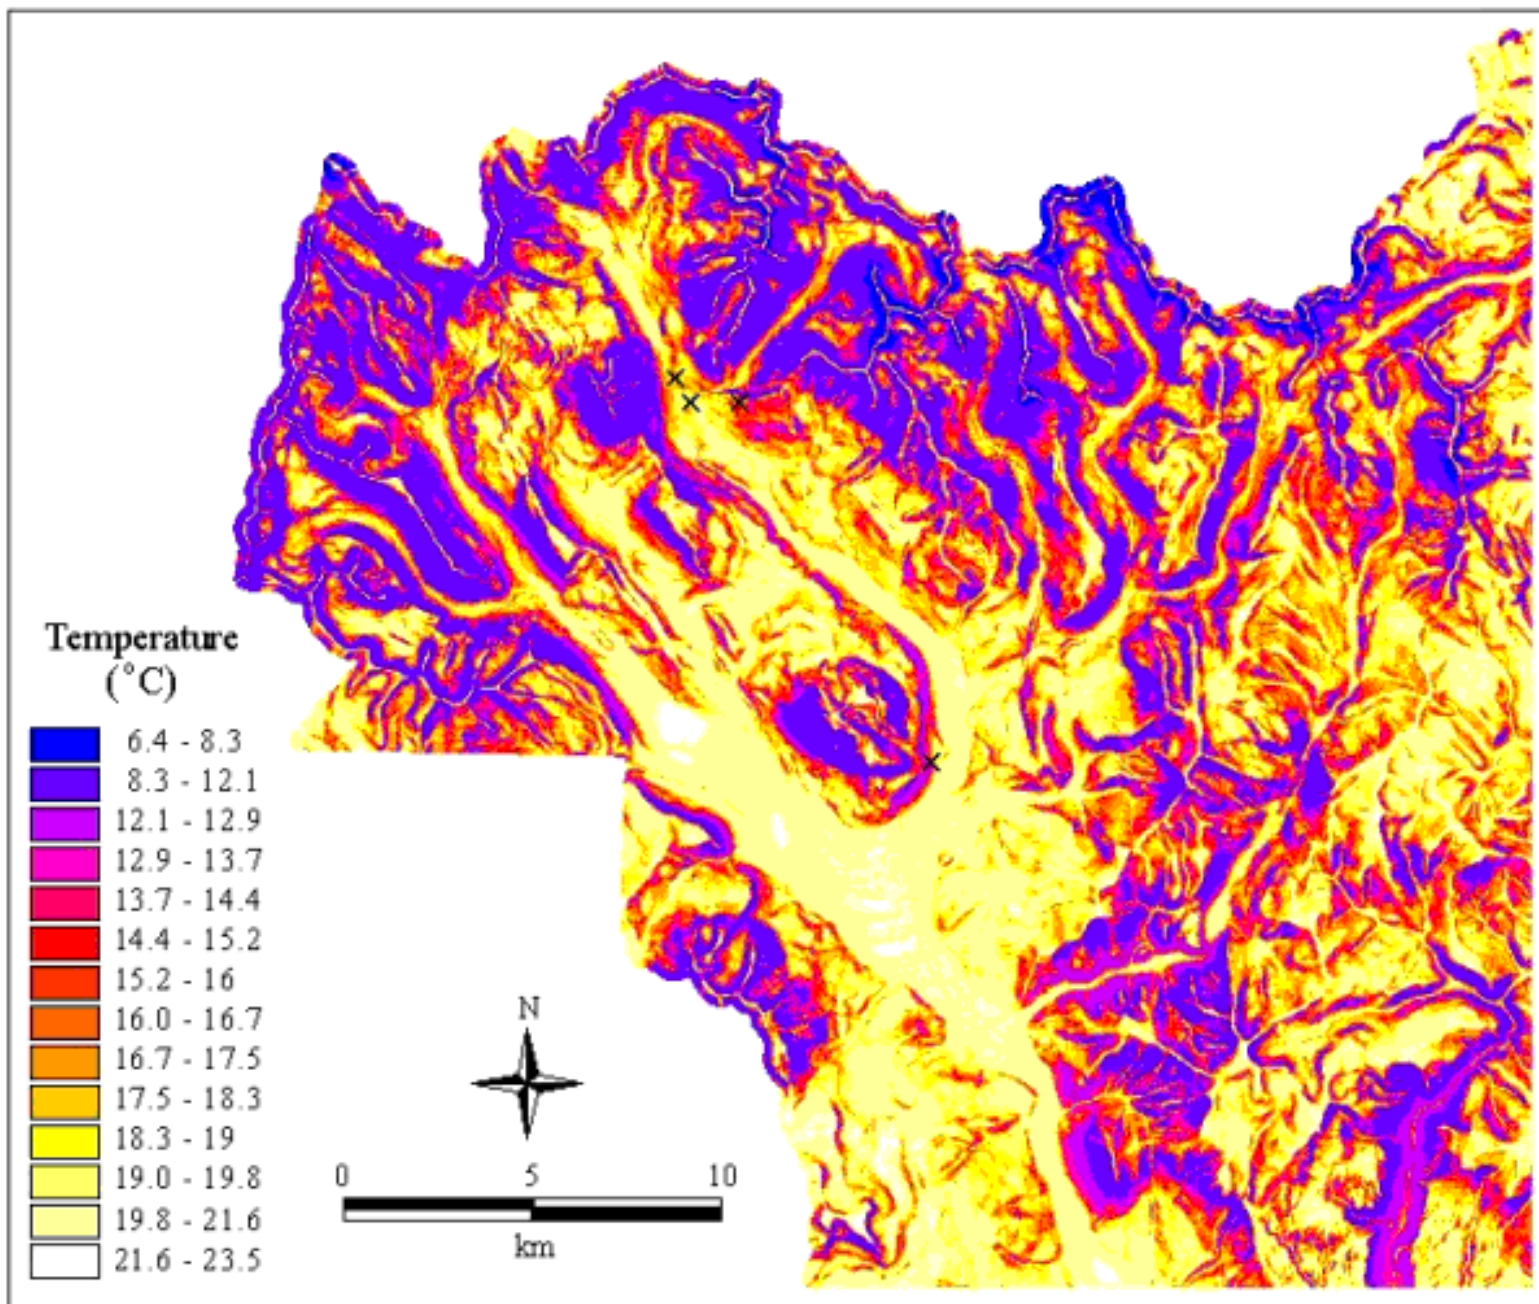 Temperature
(°C)
6.4 - 8.3
8.3 - 12.1
12.1 - 12.9
12.9 - 13.7
13.7 - 14.4
14.4 - 15.2
15.2 - 16
16.0 - 16.7
16.7 - 17.5
17.5 - 18.3
18.3 - 19
19.0 - 19.8
19.8 - 21.6
21.6 - 23.5
N
0 5 10
km